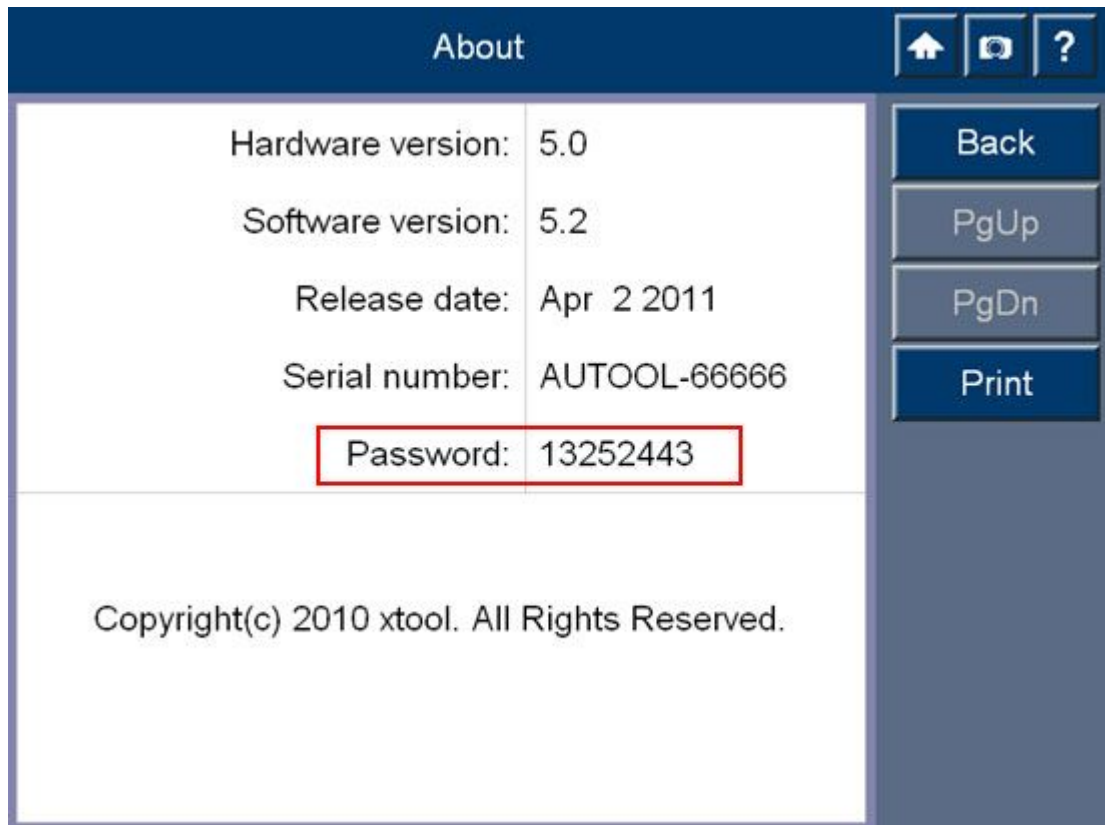 About
?
Hardware version: 5.0
Software version: 5.2
Release date: Apr 2 2011
Serial number: AUTOOL-66666
Password: 13252443
Copyright(c) 2010 xtool. All Rights Reserved.
Back
PgUp
PgDn
Print